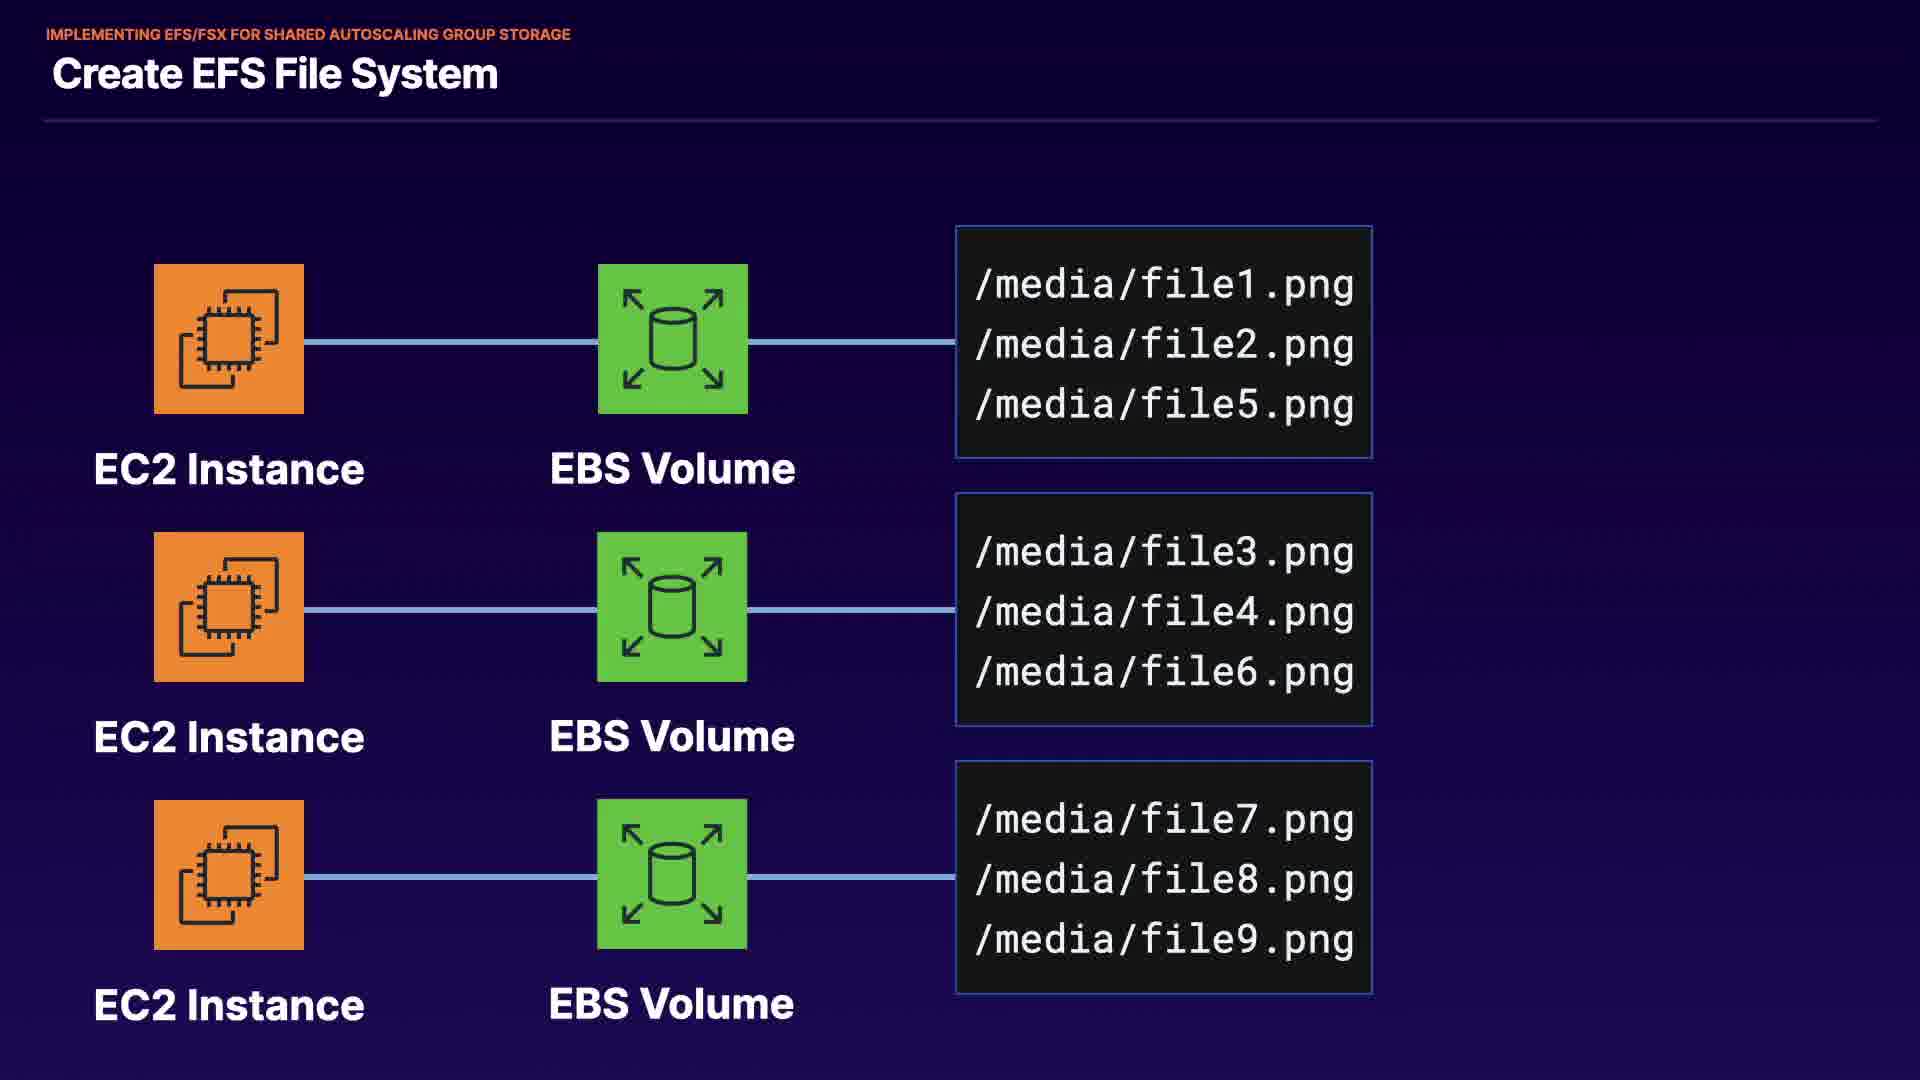 IMPLEMENTING EFS/FSX FOR SHARED AUTOSCALING GROUP STORAGE
Create EFS File System
EC2 Instance
EBS Volume
/media/file1.png
/media/file2.png
/media/file5.png
EC2 Instance
EBS Volume
/media/file3.png
/media/file4.png
/media/file6.png
EC2 Instance
EBS Volume
/media/file7.png
/media/file8.png
/media/file9.png